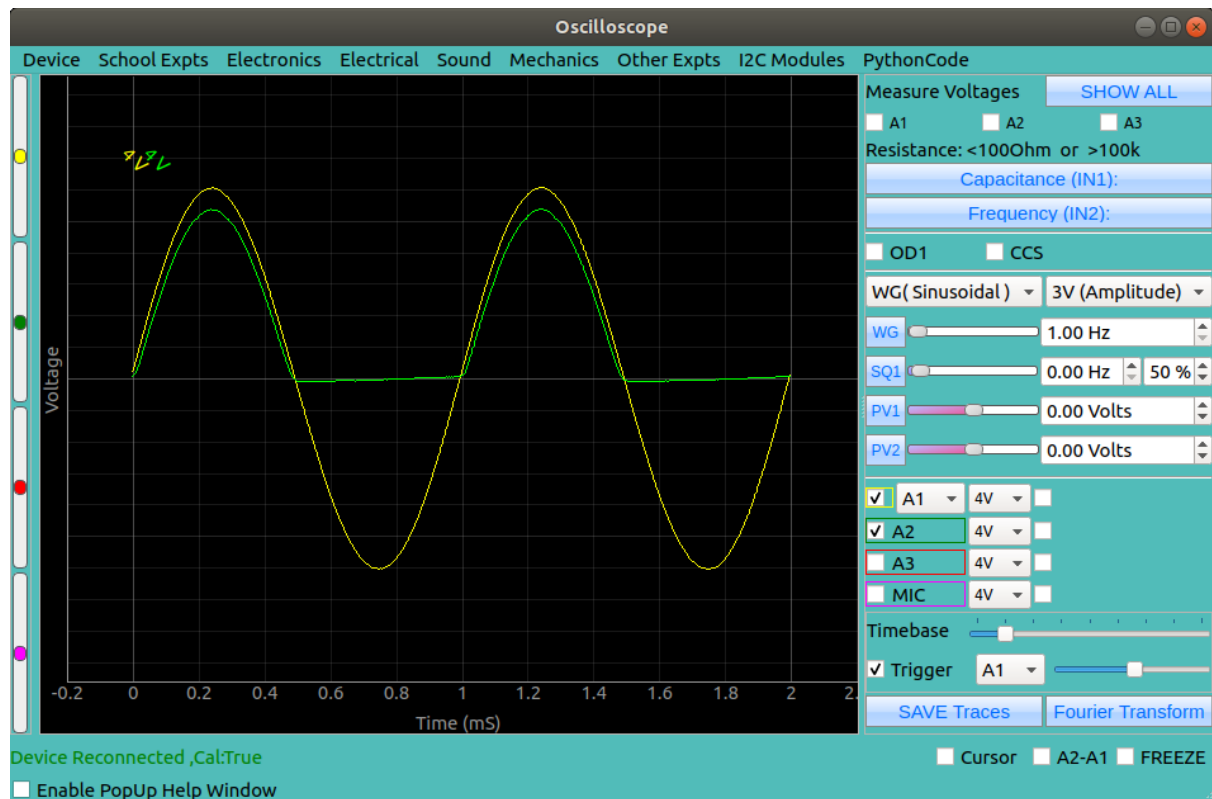 Oscilloscope
Device School Expts Electronics Electrical Sound Mechanics Other Expts I2C Modules PythonCode
Measure Voltages SHOW ALL
A1 A2 A3
Resistance: <100Ohm or >100k
Capacitance (IN1):
Frequency (IN2):
OD1 CCS
WG( Sinusoidal ) 3V (Amplitude)
WG 1.00 Hz
SQ1 0.00 Hz 50 %
PV1 0.00 Volts
PV2 0.00 Volts
A1 4V
A2 4V
A3 4V
MIC 4V
Timebase
Trigger A1
SAVE Traces Fourier Transform
4V 4V
Voltage
-0.2 0 0.2 0.4 0.6 0.8 1 1.2 1.4 1.6 1.8 2 2.
Time (mS)
Device Reconnected ,Cal:True
Cursor A2-A1 FREEZE
Enable PopUp Help Window